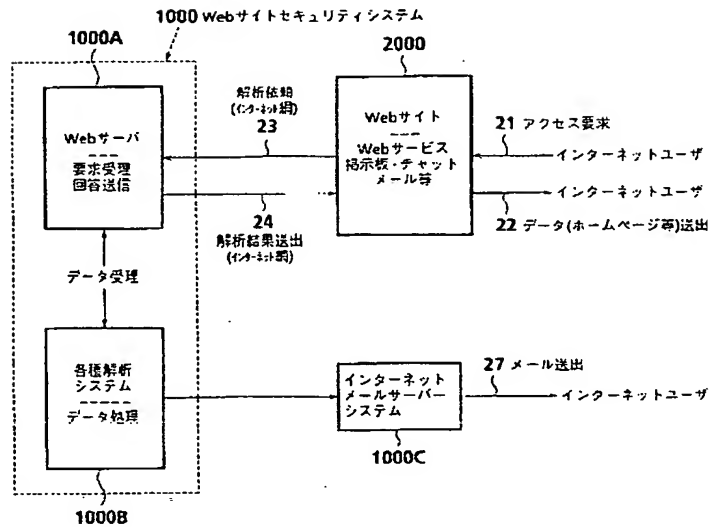 1000 Webサイトセキュリティシステム
1000A
2000
Webサーバ
要求受理
回答送信
解析依頼
(インターネット網)
23
24
解析結果送出
(インターネット網)
Webサイト
Webサービス
掲示板・チャット
メール等
21 アクセス要求
インターネットユーザ
インターネットユーザ
22 データ(ホームページ等)送出
データ受理
各種解析
システム
データ処理
1000B
インターネット
メールサーバー
システム
1000C
27 メール送出
インターネットユーザ